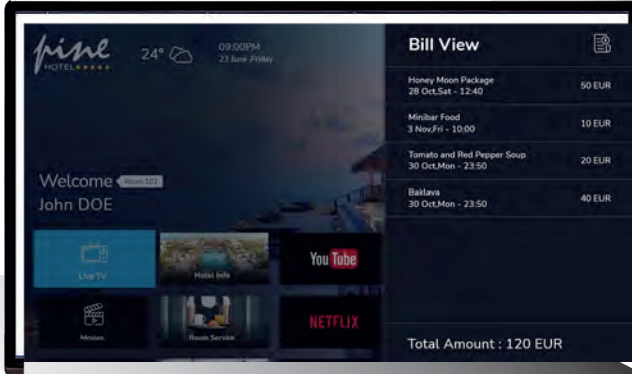 pine
HOTEL★★★★★
24°
09:00PM
23 June ,Friday
Welcome Room 102
John DOE
Live TV
Hotel Info
You Tube
Movies
Room Service
NETFLIX
Bill View
Honey Moon Package
28 Oct,Sat - 12:40
50 EUR
Minibar Food
3 Nov,Fri - 10:00
10 EUR
Tomato and Red Pepper Soup
30 Oct,Mon - 23:50
20 EUR
Baklava
30 Oct,Mon - 23:50
40 EUR
Total Amount : 120 EUR